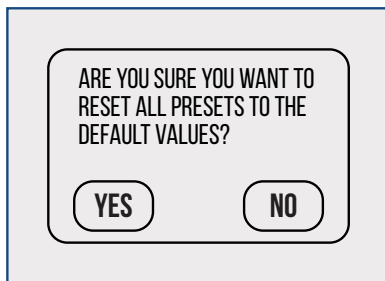 ARE YOU SURE YOU WANT TO
RESET ALL PRESETS TO THE
DEFAULT VALUES?
YES NO